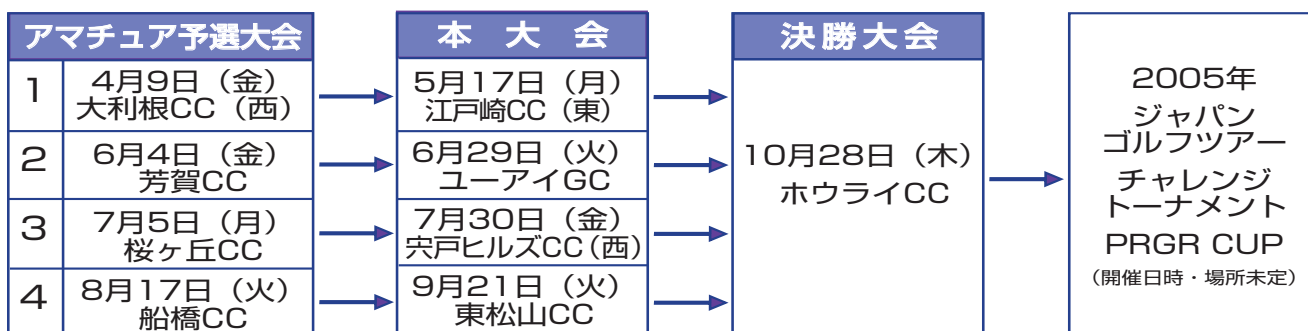 アマチュア予選大会
1
4月9日（金）
大利根CC（西）
2
6月4日（金）
芳賀CC
3
7月5日（月）
桜ヶ丘CC
4
8月17日（火）
船橋CC
本大会
5月17日（月）
江戸崎CC（東）
6月29日（火）
ユーアイGC
7月30日（金）
宍戸ヒルズCC（西）
9月21日（火）
東松山CC
決勝大会
10月28日（木）
ホウライCC
2005年
ジャパン
ゴルフツアー
チャレンジ
トーナメント
PRGR CUP
（開催日時・場所未定）